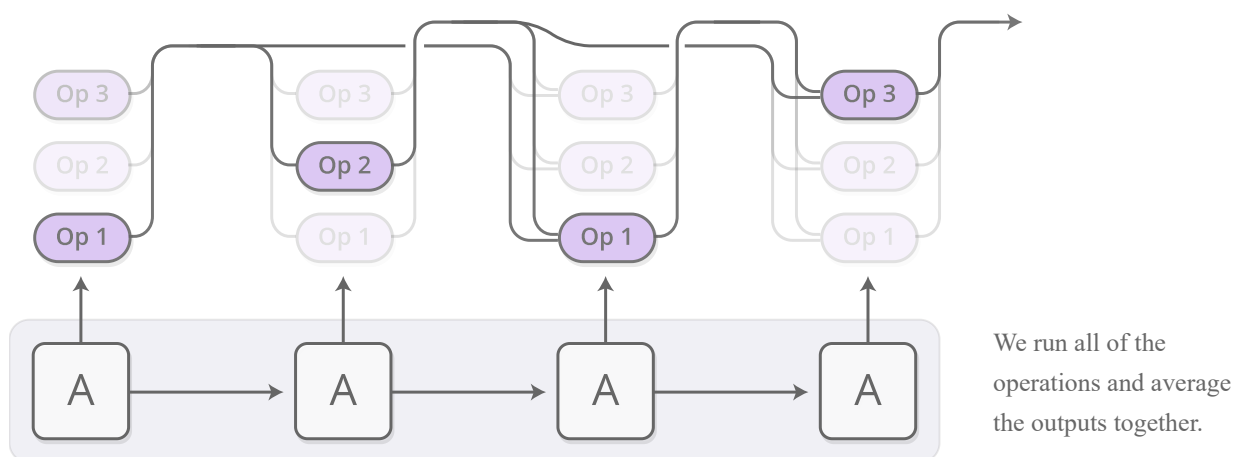 Op 3 Op 3 Op 3 Op 3
Op 2 Op 2 Op 2 Op 2
Op 1 Op 1 Op 1 Op 1
A A A A
We run all of the
operations and average
the outputs together.